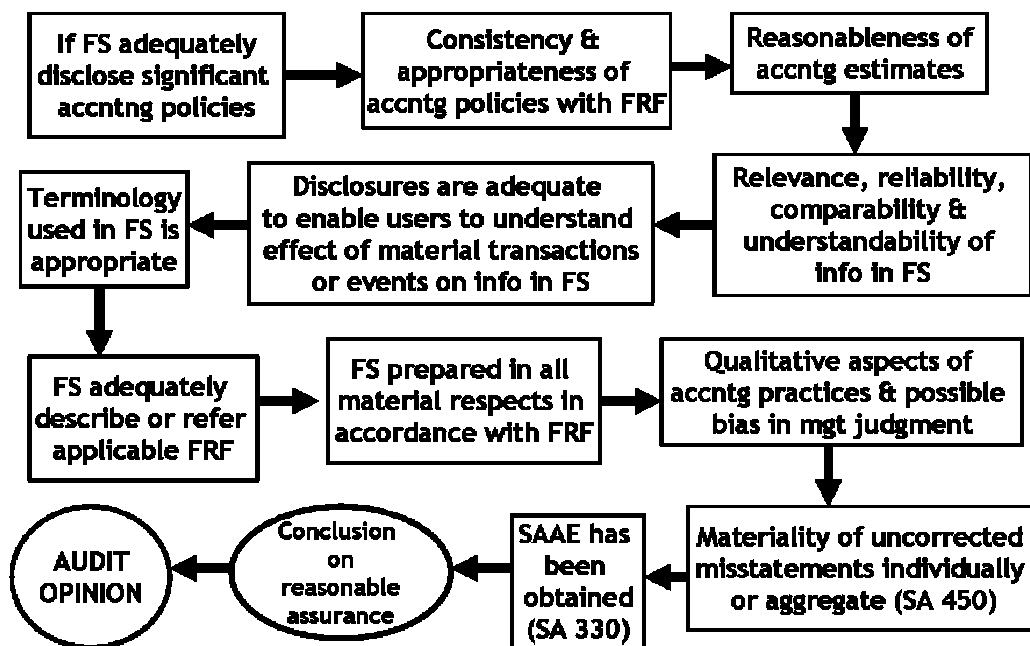 If FS adequately
disclose significant
accntng policies
Consistency &
appropriateness of
accntg policies with FRF
Reasonableness of
accntg estimates
Relevance, reliability,
comparability &
understandability of
info in FS
Disclosures are adequate
to enable users to understand
effect of material transactions
or events on info in FS
Terminology
used in FS is
appropriate
FS adequately
describe or refer
applicable FRF
FS prepared in all
material respects in
accordance with FRF
Qualitative aspects of
accntg practices & possible
bias in mgt judgment
Materiality of uncorrected
misstatements individually
or aggregate (SA 450)
SAAE has
been
obtained
(SA 330)
Conclusion
on
reasonable
assurance
AUDIT
OPINION